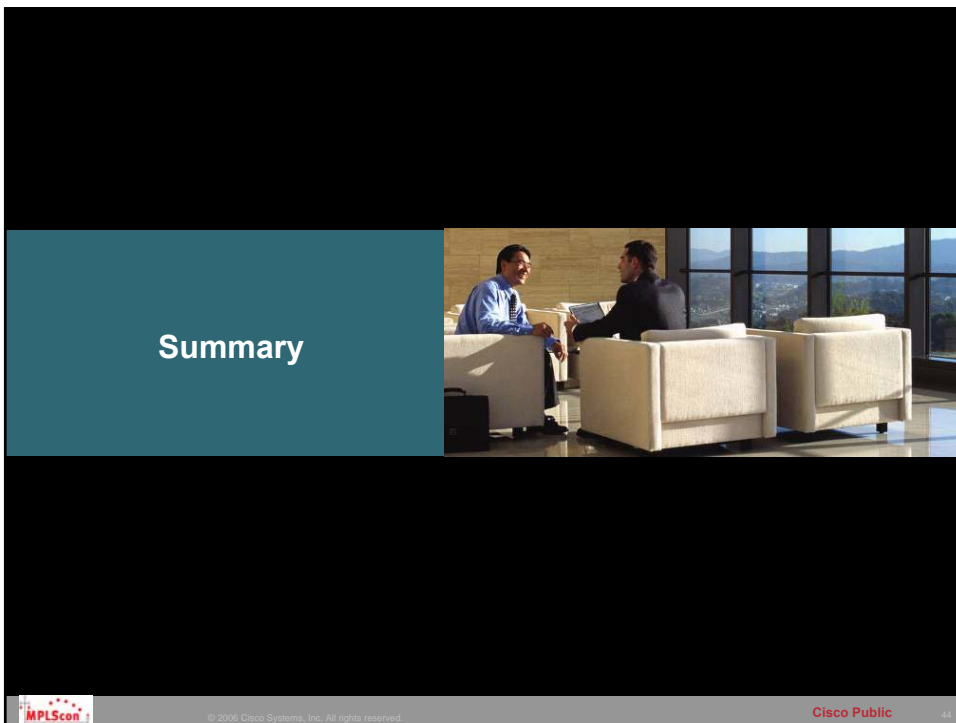 Summary
MPLScon
© 2006 Cisco Systems, Inc. All rights reserved.
Cisco Public
44